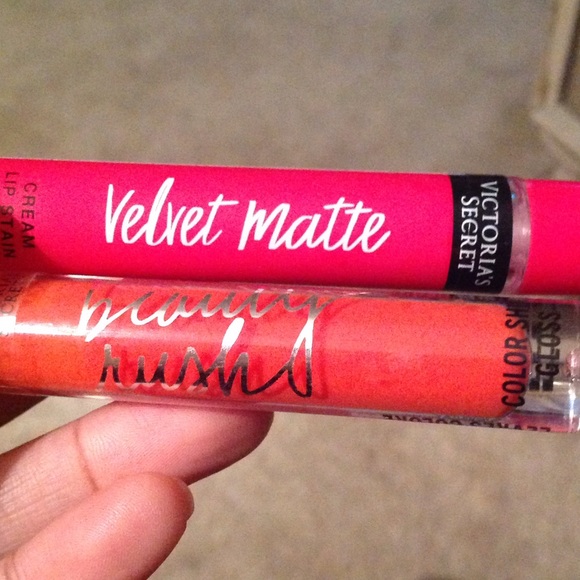 Velvet Matte
VICTORIA'S
SECRET
CREAM
LIP STAIN
beauty
rush
COLOR SH
GLOSS